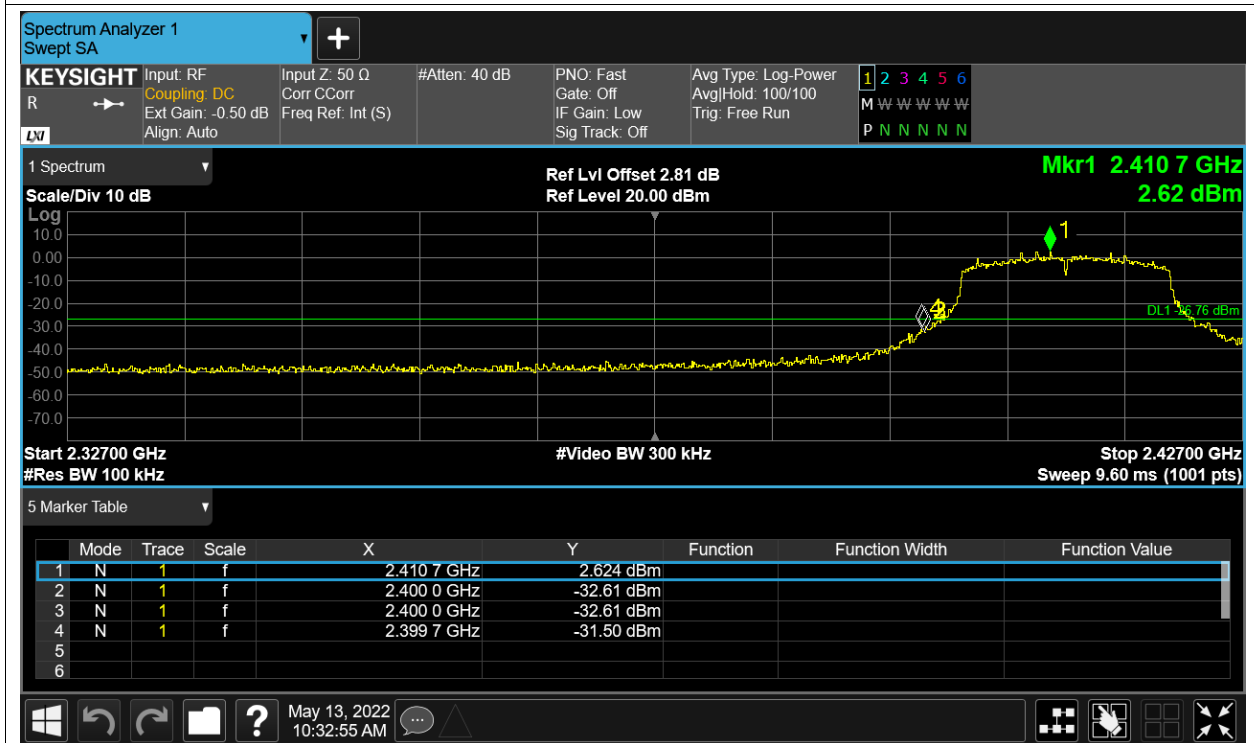 Spectrum Analyzer 1
Swept SA
KEYSIGHT Input: RF Input Z: 50 Ω #Atten: 40 dB PNO: Fast Avg Type: Log-Power 1 2 3 4 5 6
R Coupling: DC Corr CCorr Gate: Off Avg|Hold: 100/100 M W W W W W W
Ext Gain: -0.50 dB Freq Ref: Int (S) IF Gain: Low Trig: Free Run
LXI Align: Auto Sig Track: Off P N N N N N N
1 Spectrum Ref Lvl Offset 2.81 dB Mkr1 2.410 7 GHz
Scale/Div 10 dB Ref Level 20.00 dBm 2.62 dBm
Log
1
10.0
0.00
-10.0
-20.0
DL1 -26.76 dBm
-30.0
-40.0
-50.0
-60.0
-70.0
Start 2.32700 GHz #Video BW 300 kHz Stop 2.42700 GHz
#Res BW 100 kHz Sweep 9.60 ms (1001 pts)
5 Marker Table
Mode Trace Scale X Y Function Function Width Function Value
1 N 1 f 2.410 7 GHz 2.624 dBm
2 N 1 f 2.400 0 GHz -32.61 dBm
3 N 1 f 2.400 0 GHz -32.61 dBm
4 N 1 f 2.399 7 GHz -31.50 dBm
5
6
? May 13, 2022
10:32:55 AM